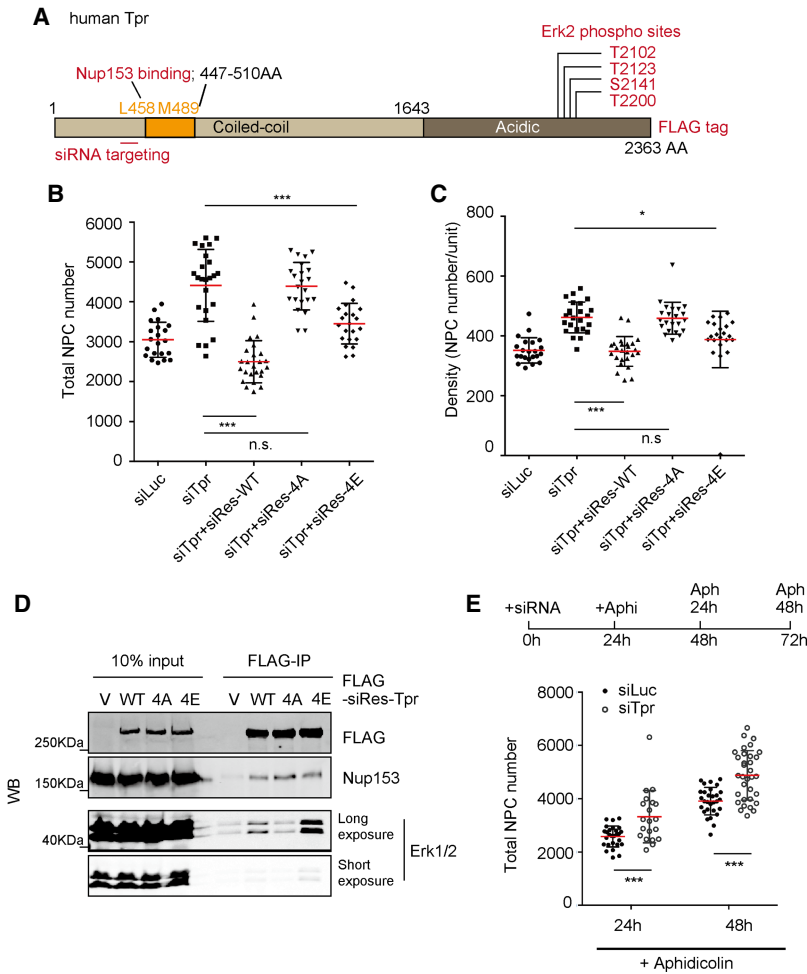 A
human Tpr
Erk2 phospho sites
T2102
T2123
S2141
T2200
Nup153 binding; 447-510AA
1
L458 M489
1643
Coiled-coil
Acidic
FLAG tag
siRNA targeting
2363 AA
B
***
6000
5000
4000
3000
2000
1000
0
Total NPC number
***
n.s.
siLuc
siTpr
siTpr+siRes-WT
siTpr+siRes-4A
siTpr+siRes-4E
C
*
800
600
400
200
0
Density (NPC number/unit)
***
n.s
siLuc
siTpr
siTpr+siRes-WT
siTpr+siRes-4A
siTpr+siRes-4E
D
10% input
FLAG-IP
V WT 4A 4E
V WT 4A 4E
FLAG
-siRes-Tpr
250KDa
FLAG
150KDa
Nup153
WB
40KDa
Long
exposure
Short
exposure
Erk1/2
E
+siRNA
+Aphi
Aph
24h
Aph
48h
0h
24h
48h
72h
siLuc
siTpr
8000
6000
4000
2000
0
Total NPC number
***
***
24h
48h
+ Aphidicolin